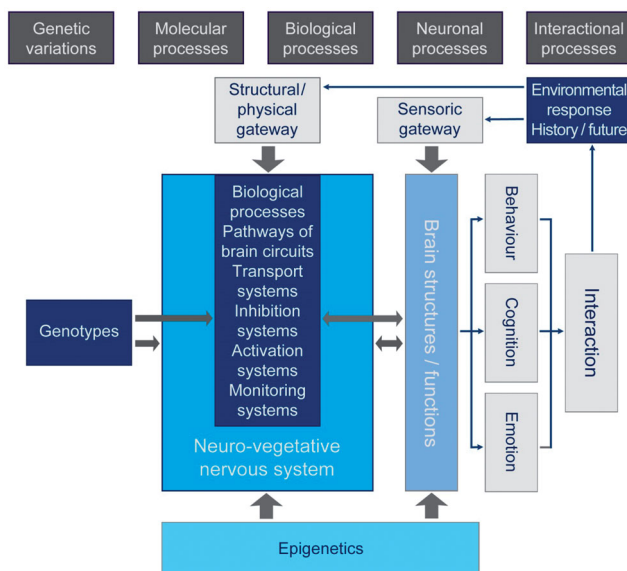 Genetic
variations
Molecular
processes
Biological
processes
Neuronal
processes
Interactional
processes
Structural/
physical
gateway
Sensoric
gateway
Environmental
response
History / future
Biological
processes
Pathways of
brain circuits
Transport
systems
Inhibition
systems
Activation
systems
Monitoring
systems
Neuro-vegetative
nervous system
Genotypes
Brain structures / functions
Behaviour
Cognition
Emotion
Interaction
Epigenetics